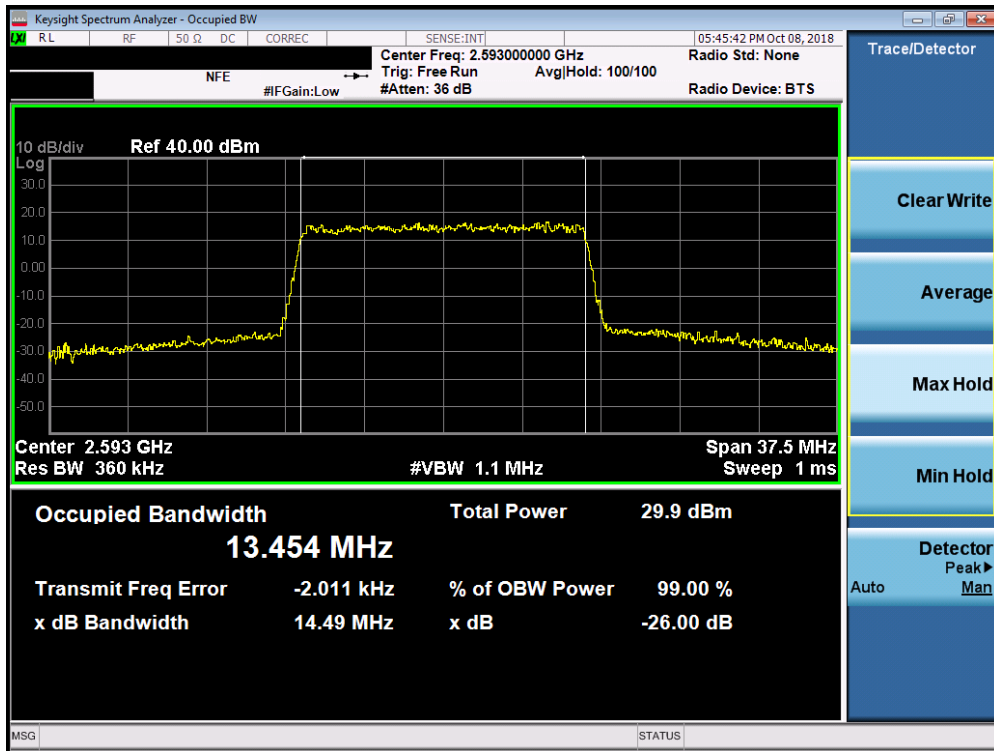 Keysight Spectrum Analyzer - Occupied BW
LXI RL RF 50 Ω DC CORREC SENSE:INT 05:45:42 PM Oct 08, 2018
Center Freq: 2.593000000 GHz Radio Std: None
NFE Trig: Free Run Avg|Hold: 100/100
#IFGain:Low #Atten: 36 dB Radio Device: BTS
10 dB/div Ref 40.00 dBm
Log
30.0
20.0
10.0
0.00
-10.0
-20.0
-30.0
-40.0
-50.0
Center 2.593 GHz Span 37.5 MHz
Res BW 360 kHz #VBW 1.1 MHz Sweep 1 ms
Occupied Bandwidth Total Power 29.9 dBm
13.454 MHz
Transmit Freq Error -2.011 kHz % of OBW Power 99.00 %
x dB Bandwidth 14.49 MHz x dB -26.00 dB
MSG STATUS
Trace/Detector
Clear Write
Average
Max Hold
Min Hold
Detector
Peak▶
Auto Man